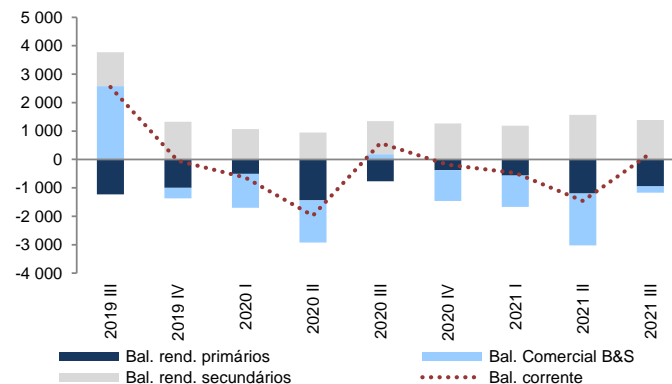 5 000
4 000
3 000
2 000
1 000
0
-1 000
-2 000
-3 000
-4 000
2019 III
2019 IV
2020 I
2020 II
2020 III
2020 IV
2021 I
2021 II
2021 III
Bal. rend. primários
Bal. Comercial B&S
Bal. rend. secundários
Bal. corrente